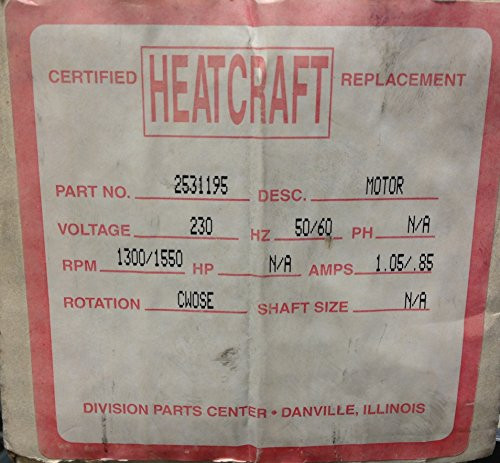 CERTIFIED HEATCRAFT REPLACEMENT
PART NO. 2531195 DESC. MOTOR
VOLTAGE 230 HZ 50/60 PH N/A
RPM 1300/1550 HP N/A AMPS 1.05/.85
ROTATION CWOSE SHAFT SIZE N/A
DIVISION PARTS CENTER • DANVILLE, ILLINOIS